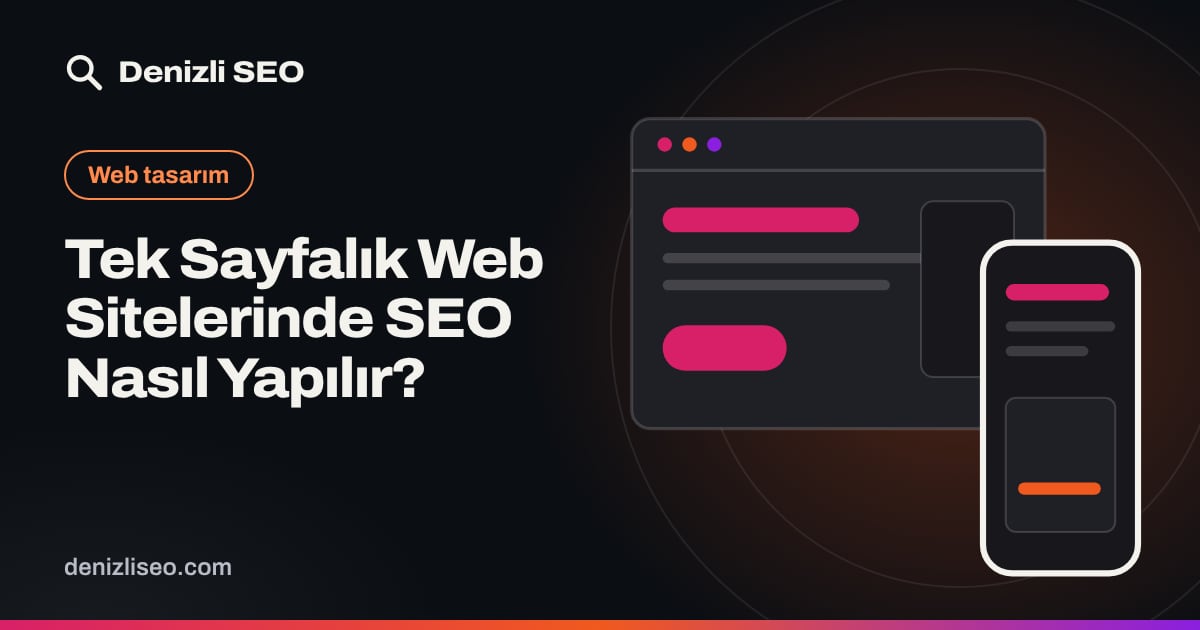 Denizli SEO
Web tasarım
Tek Sayfalık Web
Sitelerinde SEO
Nasıl Yapılır?
denizliseo.com